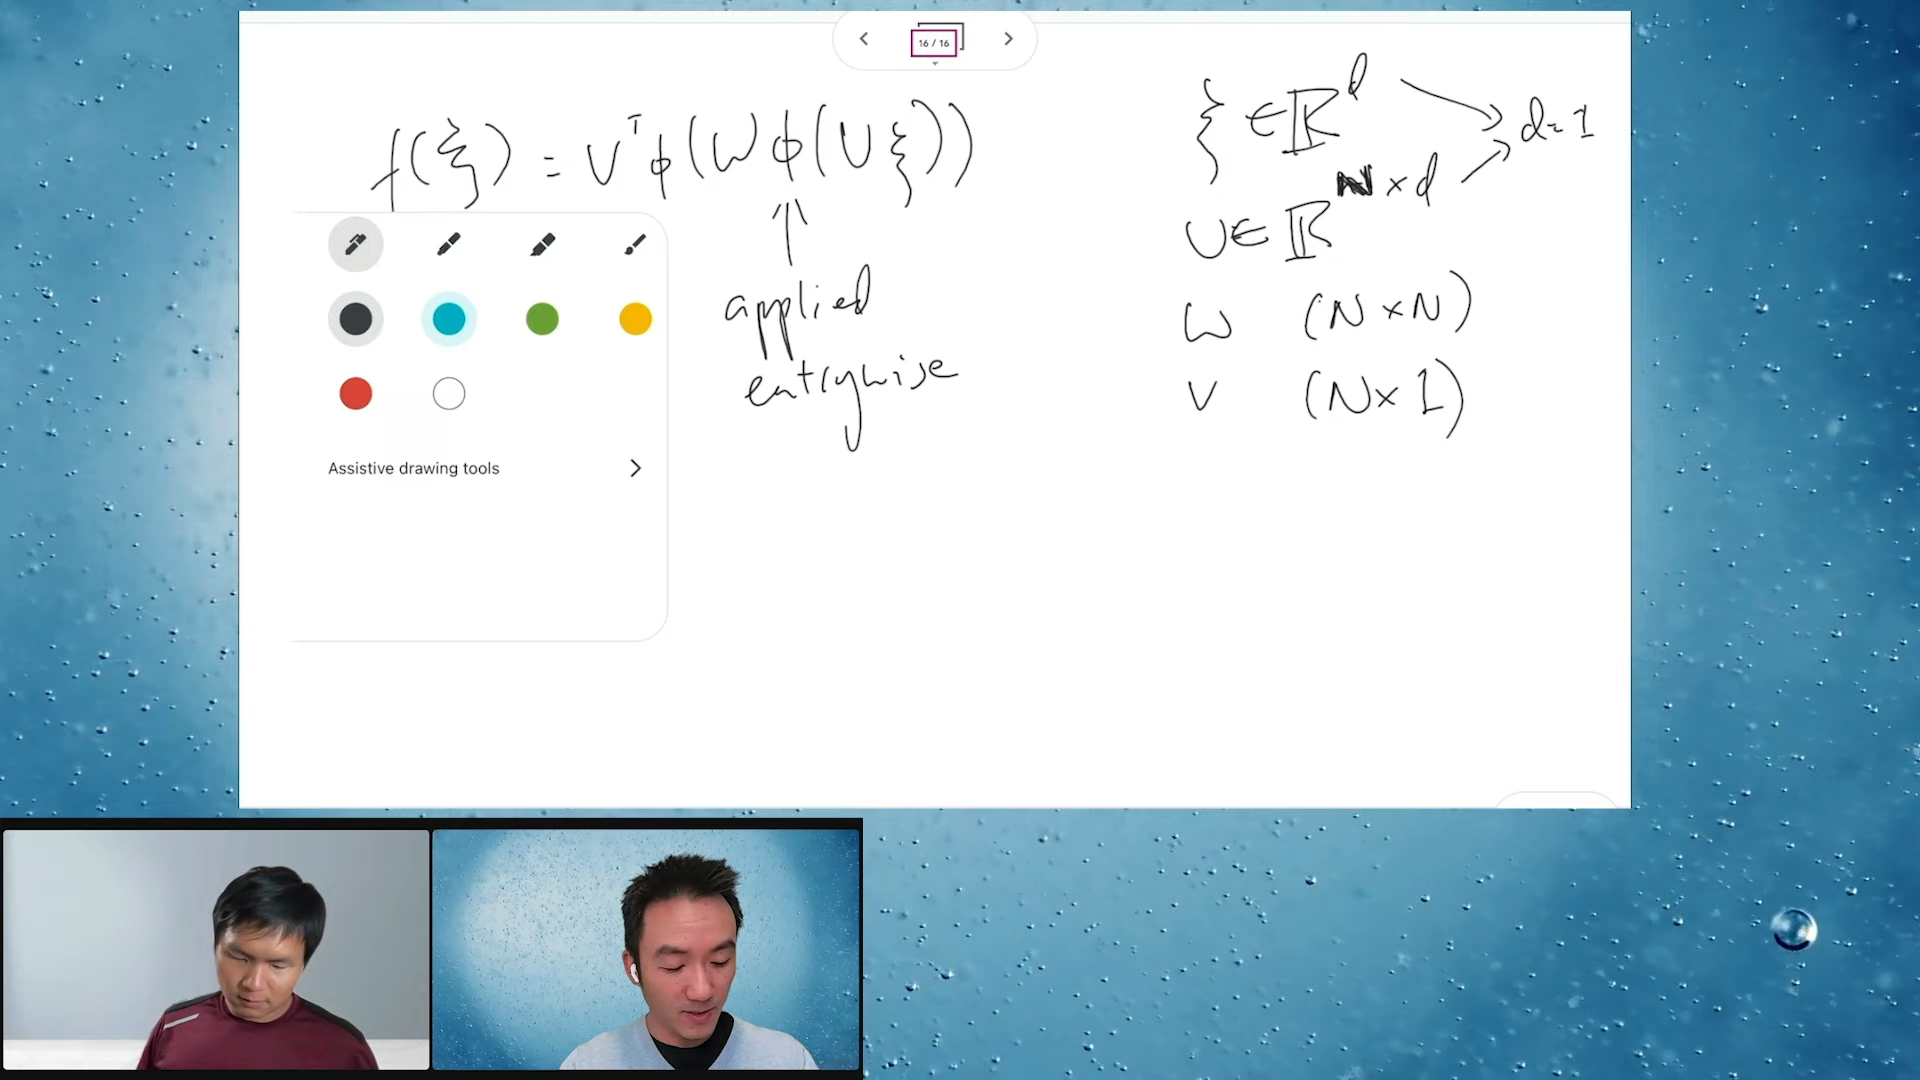 16 / 16
f(ξ) = V^T φ(W φ(U ξ))
↑
applied
entrywise
ξ ∈ ℝ^d
d=1
U ∈ ℝ^{N×d}
W (N×N)
V (N×1)
Assistive drawing tools